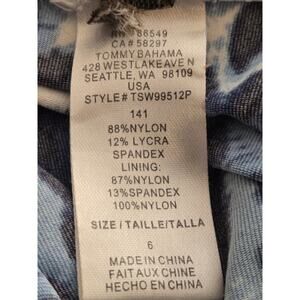 RN# 86549
CA# 58297
TOMMY BAHAMA
428 WESTLAKE AVE N
SEATTLE, WA 98109
USA
STYLE# TSW99512P
141
88%NYLON
12% LYCRA
SPANDEX
LINING:
87%NYLON
13%SPANDEX
100%NYLON
SIZE/TAILLE/TALLA
6
MADE IN CHINA
FAIT AUX CHINE
HECHO EN CHINA